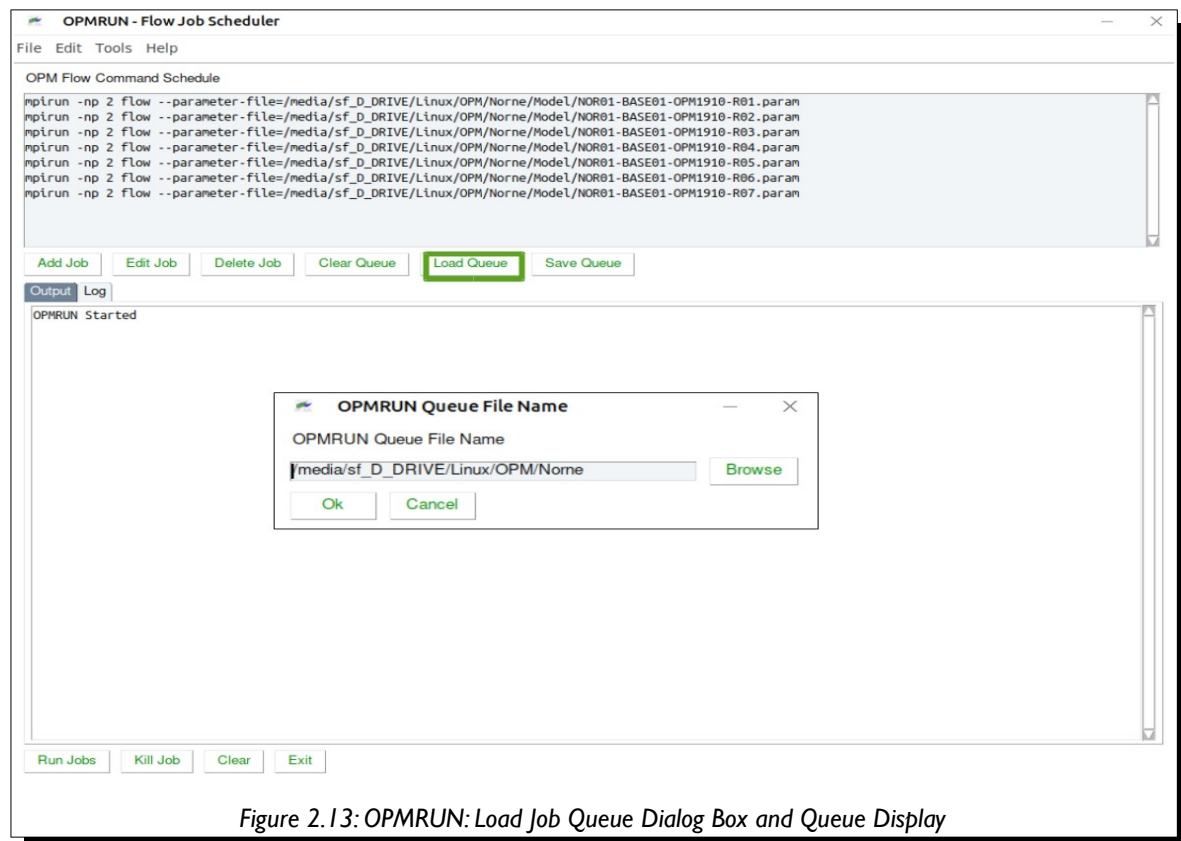 OPMRUN - Flow Job Scheduler
File Edit Tools Help
OPM Flow Command Schedule
mpirun -np 2 flow --parameter-file=/media/sf_D_DRIVE/Linux/OPM/Norne/Model/NOR01-BASE01-OPM1910-R01.param
mpirun -np 2 flow --parameter-file=/media/sf_D_DRIVE/Linux/OPM/Norne/Model/NOR01-BASE01-OPM1910-R02.param
mpirun -np 2 flow --parameter-file=/media/sf_D_DRIVE/Linux/OPM/Norne/Model/NOR01-BASE01-OPM1910-R03.param
mpirun -np 2 flow --parameter-file=/media/sf_D_DRIVE/Linux/OPM/Norne/Model/NOR01-BASE01-OPM1910-R04.param
mpirun -np 2 flow --parameter-file=/media/sf_D_DRIVE/Linux/OPM/Norne/Model/NOR01-BASE01-OPM1910-R05.param
mpirun -np 2 flow --parameter-file=/media/sf_D_DRIVE/Linux/OPM/Norne/Model/NOR01-BASE01-OPM1910-R06.param
mpirun -np 2 flow --parameter-file=/media/sf_D_DRIVE/Linux/OPM/Norne/Model/NOR01-BASE01-OPM1910-R07.param
Add Job Edit Job Delete Job Clear Queue Load Queue Save Queue
Output Log
OPMRUN Started
OPMRUN Queue File Name
OPMRUN Queue File Name
/media/sf_D_DRIVE/Linux/OPM/Norne Browse
Ok Cancel
Run Jobs Kill Job Clear Exit
Figure 2.13: OPMRUN: Load Job Queue Dialog Box and Queue Display